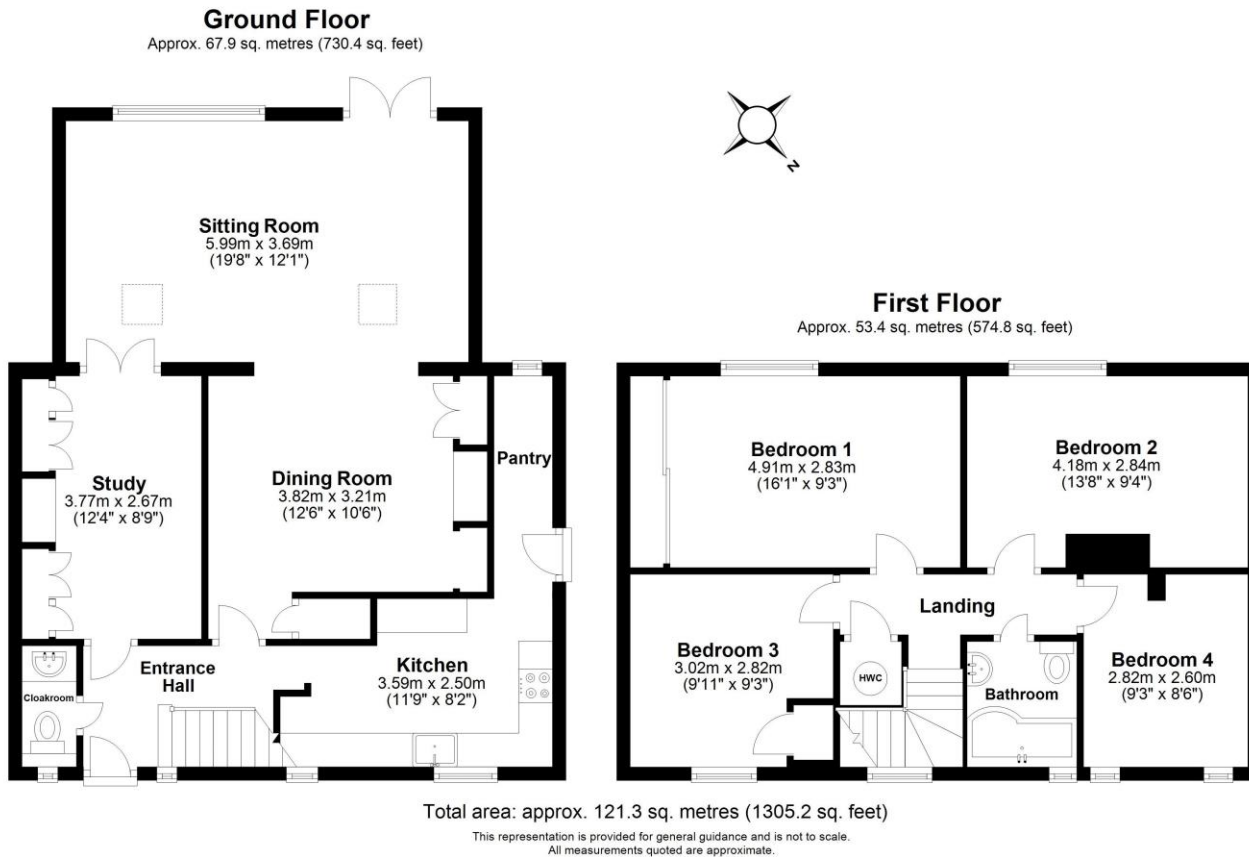 Ground Floor
Approx. 67.9 sq. metres (730.4 sq. feet)
Sitting Room
5.99m x 3.69m
(19'8" x 12'1")
Study
3.77m x 2.67m
(12'4" x 8'9")
Dining Room
3.82m x 3.21m
(12'6" x 10'6")
Pantry
Kitchen
3.59m x 2.50m
(11'9" x 8'2")
Entrance
Hall
Cloakroom
N
First Floor
Approx. 53.4 sq. metres (574.8 sq. feet)
Bedroom 1
4.91m x 2.83m
(16'1" x 9'3")
Bedroom 2
4.18m x 2.84m
(13'8" x 9'4")
Landing
Bedroom 3
3.02m x 2.82m
(9'11" x 9'3")
HWC
Bathroom
Bedroom 4
2.82m x 2.60m
(9'3" x 8'6")
Total area: approx. 121.3 sq. metres (1305.2 sq. feet)
This representation is provided for general guidance and is not to scale.
All measurements quoted are approximate.